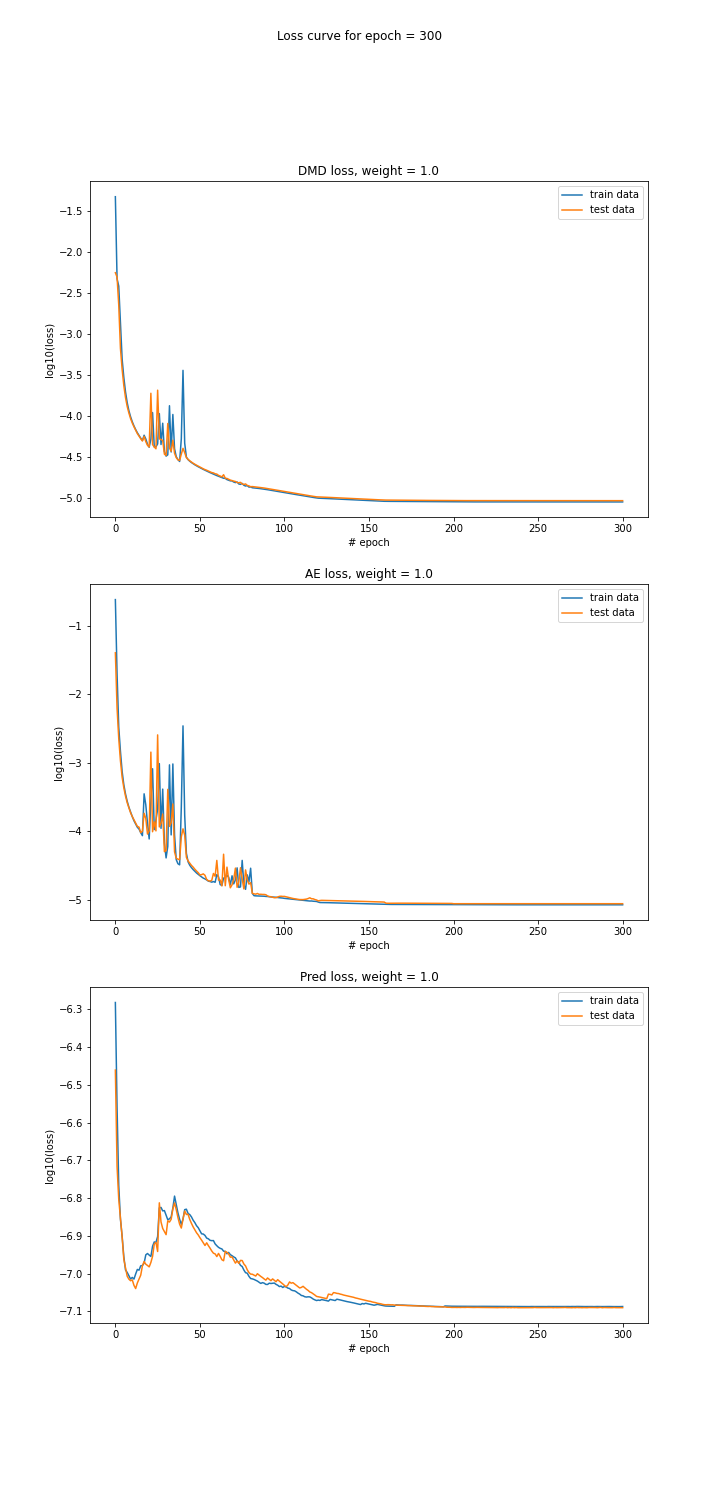 Loss curve for epoch = 300
DMD loss, weight = 1.0
train data
test data
−1.5
−2.0
−2.5
−3.0
−3.5
−4.0
−4.5
−5.0
log10(loss)
0 50 100 150 200 250 300
# epoch
AE loss, weight = 1.0
train data
test data
−1
−2
−3
−4
−5
log10(loss)
0 50 100 150 200 250 300
# epoch
Pred loss, weight = 1.0
train data
test data
−6.3
−6.4
−6.5
−6.6
−6.7
−6.8
−6.9
−7.0
−7.1
log10(loss)
0 50 100 150 200 250 300
# epoch